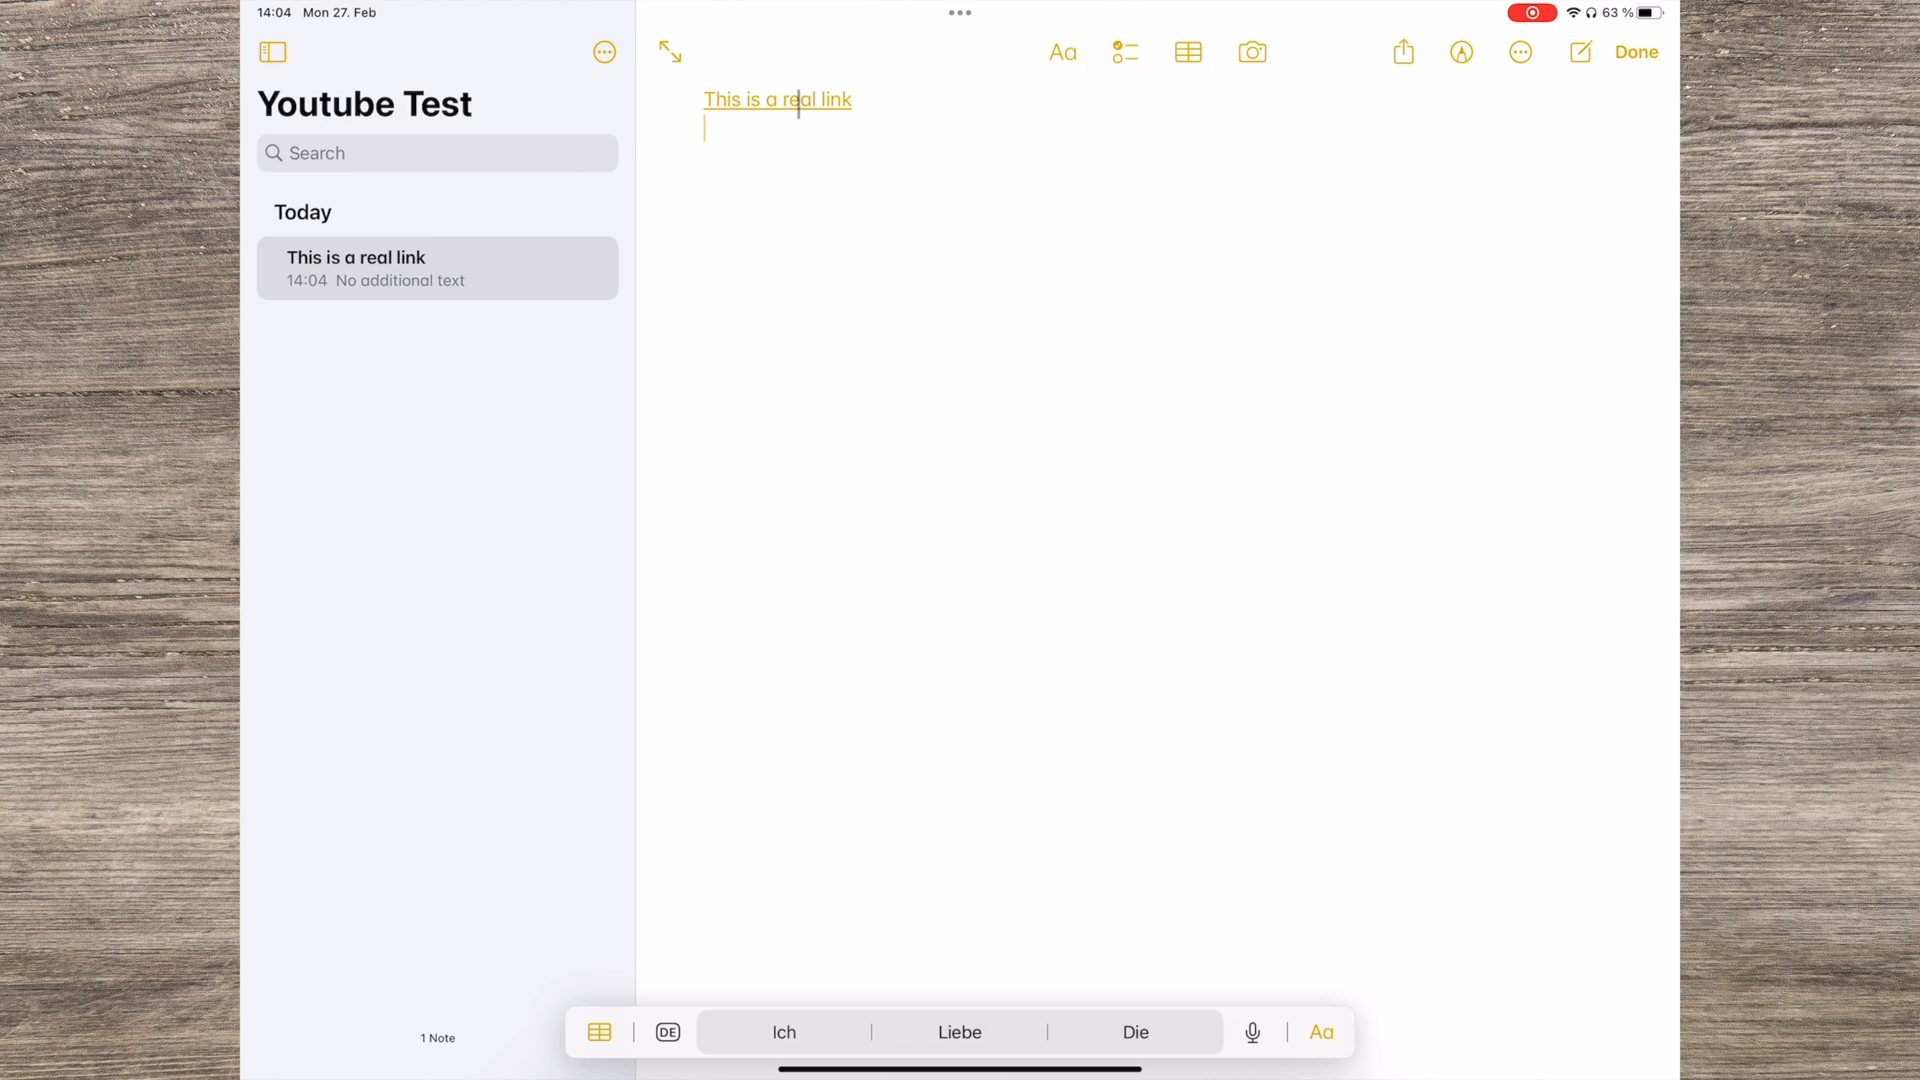 14:04 Mon 27. Feb
63 %
Aa
Done
Youtube Test
This is a real link
Search
Today
This is a real link
14:04 No additional text
1 Note
DE
Ich
Liebe
Die
Aa